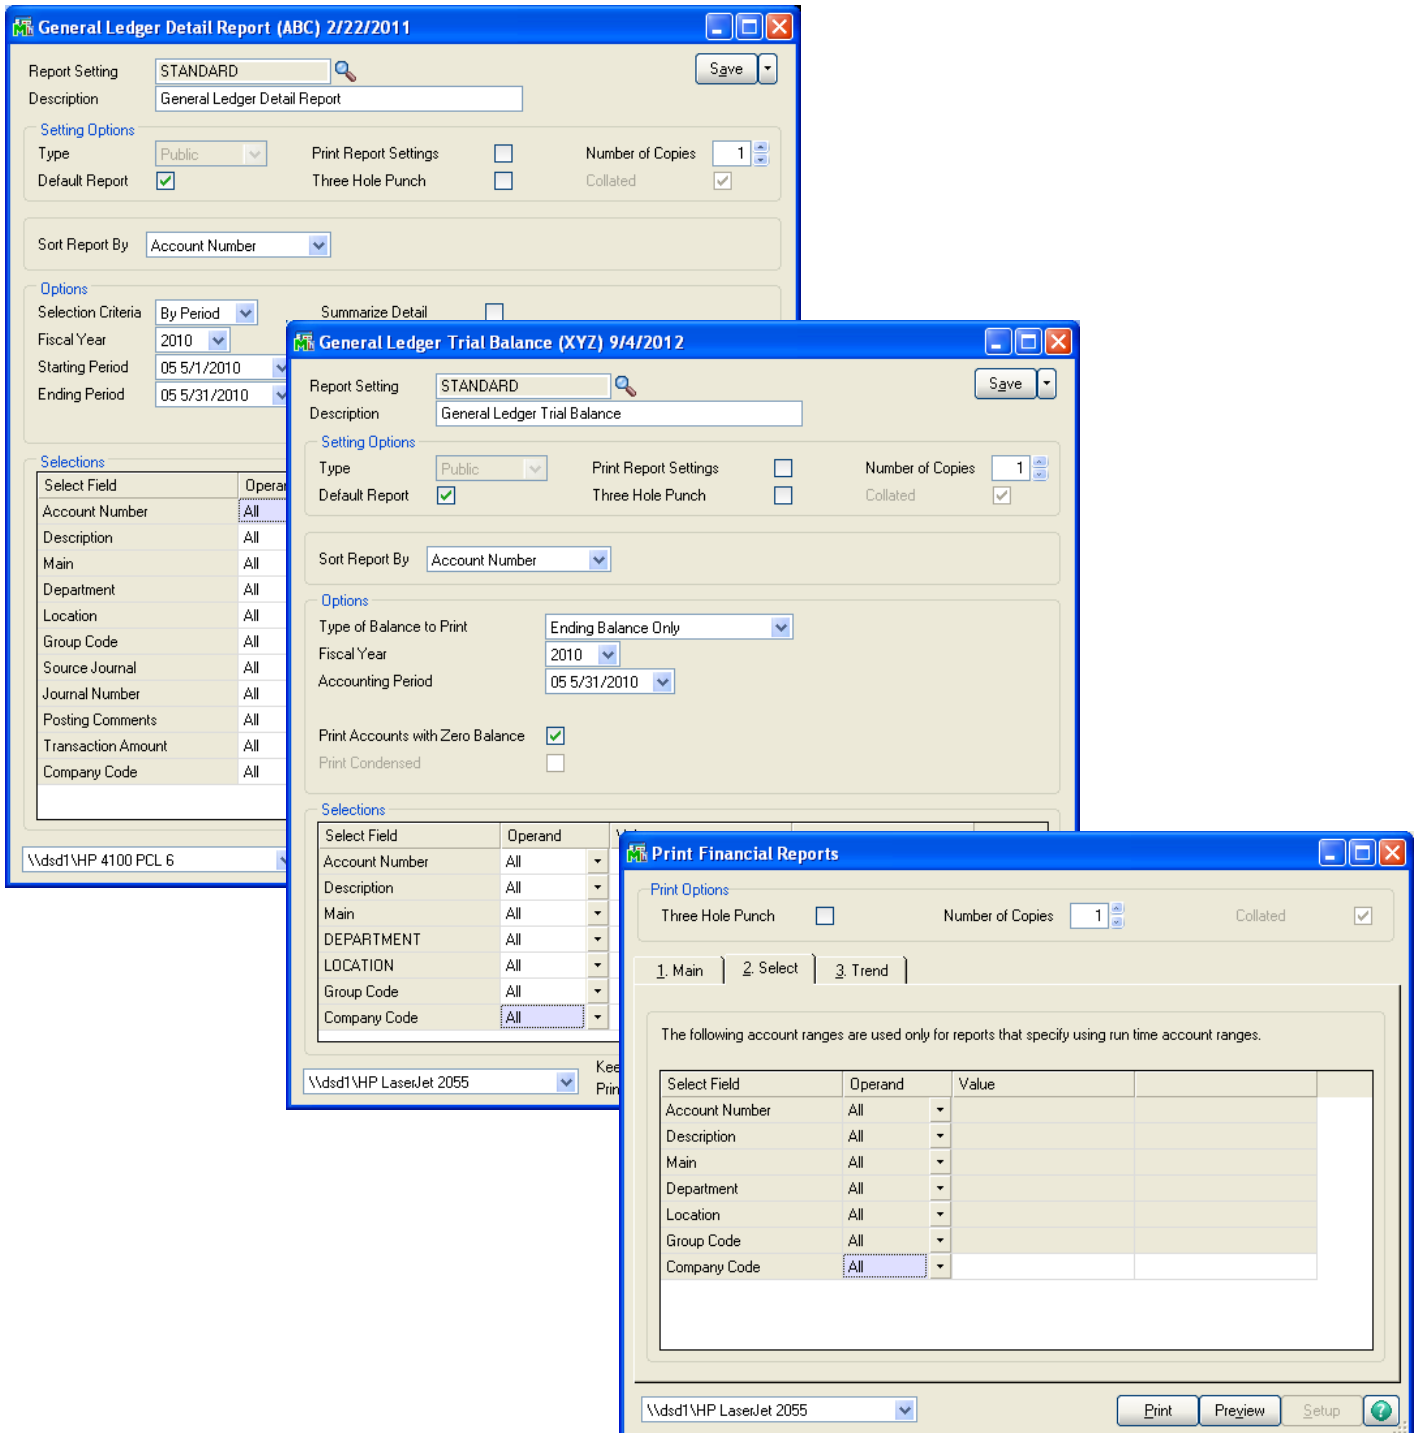 General Ledger Detail Report (ABC) 2/22/2011
Report Setting STANDARD Save
Description General Ledger Detail Report
Setting Options
Type Public Print Report Settings Number of Copies 1
Default Report Three Hole Punch Collated
Sort Report By Account Number
Options
Selection Criteria By Period Summarize Detail
Fiscal Year 2010
Starting Period 05 5/1/2010
Ending Period 05 5/31/2010
Selections
Select Field
Account Number All
Description All
Main All
Department All
Location All
Group Code All
Source Journal All
Journal Number All
Posting Comments All
Transaction Amount All
Company Code All
\\dsd1\HP 4100 PCL 6
General Ledger Trial Balance (XYZ) 9/4/2012
Report Setting STANDARD Save
Description General Ledger Trial Balance
Setting Options
Type Public Print Report Settings Number of Copies 1
Default Report Three Hole Punch Collated
Sort Report By Account Number
Options
Type of Balance to Print Ending Balance Only
Fiscal Year 2010
Accounting Period 05 5/31/2010
Print Accounts with Zero Balance
Print Condensed
Selections
Select Field Operand
Account Number All
Description All
Main All
DEPARTMENT All
LOCATION All
Group Code All
Company Code All
\\dsd1\HP LaserJet 2055
Print Financial Reports
Print Options
Three Hole Punch Number of Copies 1 Collated
1. Main 2. Select 3. Trend
The following account ranges are used only for reports that specify using run time account ranges.
Select Field Operand Value
Account Number All
Description All
Main All
Department All
Location All
Group Code All
Company Code All
\\dsd1\HP LaserJet 2055 Print Preview Setup